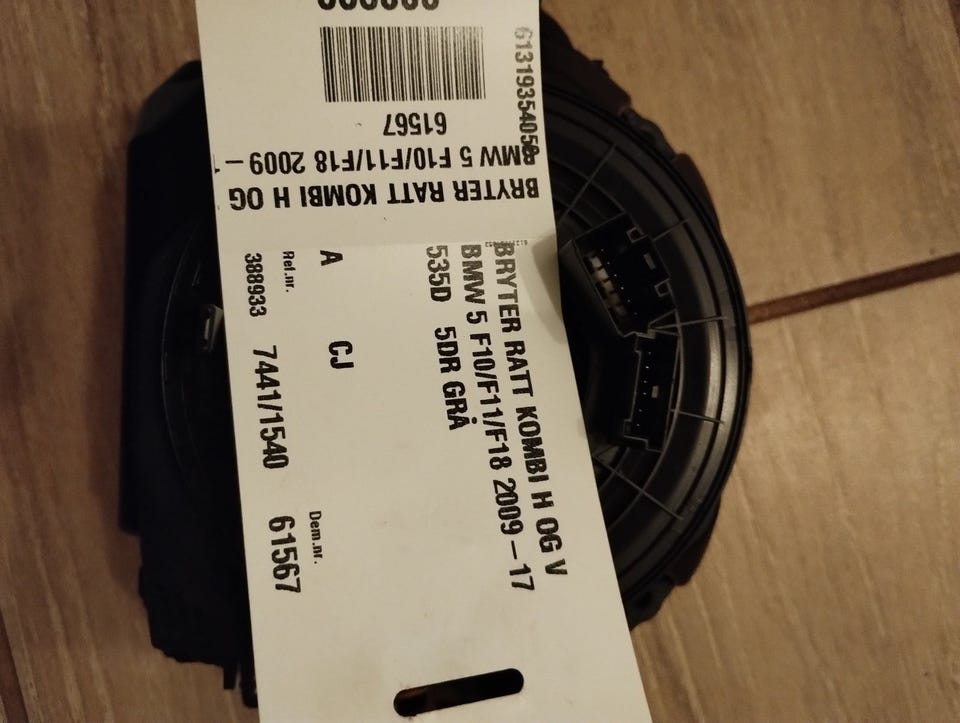 61319354058
61567
BRYTER RATT KOMBI H OG
BMW 5 F10/F11/F18 2009 –
BRYTER RATT KOMBI H OG V
BMW 5 F10/F11/F18 2009 – 17
535D 5DR GRÅ
A CJ
Ref.nr. Dem.nr.
388933 7441/1540 61567